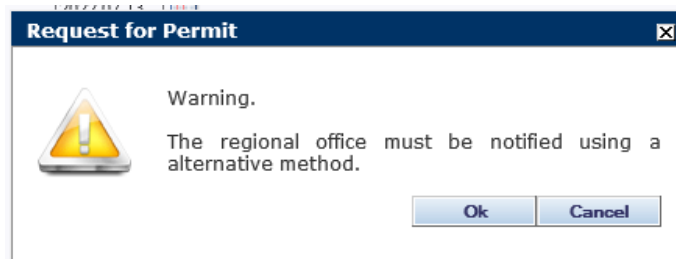 Request for Permit
Warning.
The regional office must be notified using a
alternative method.
Ok Cancel